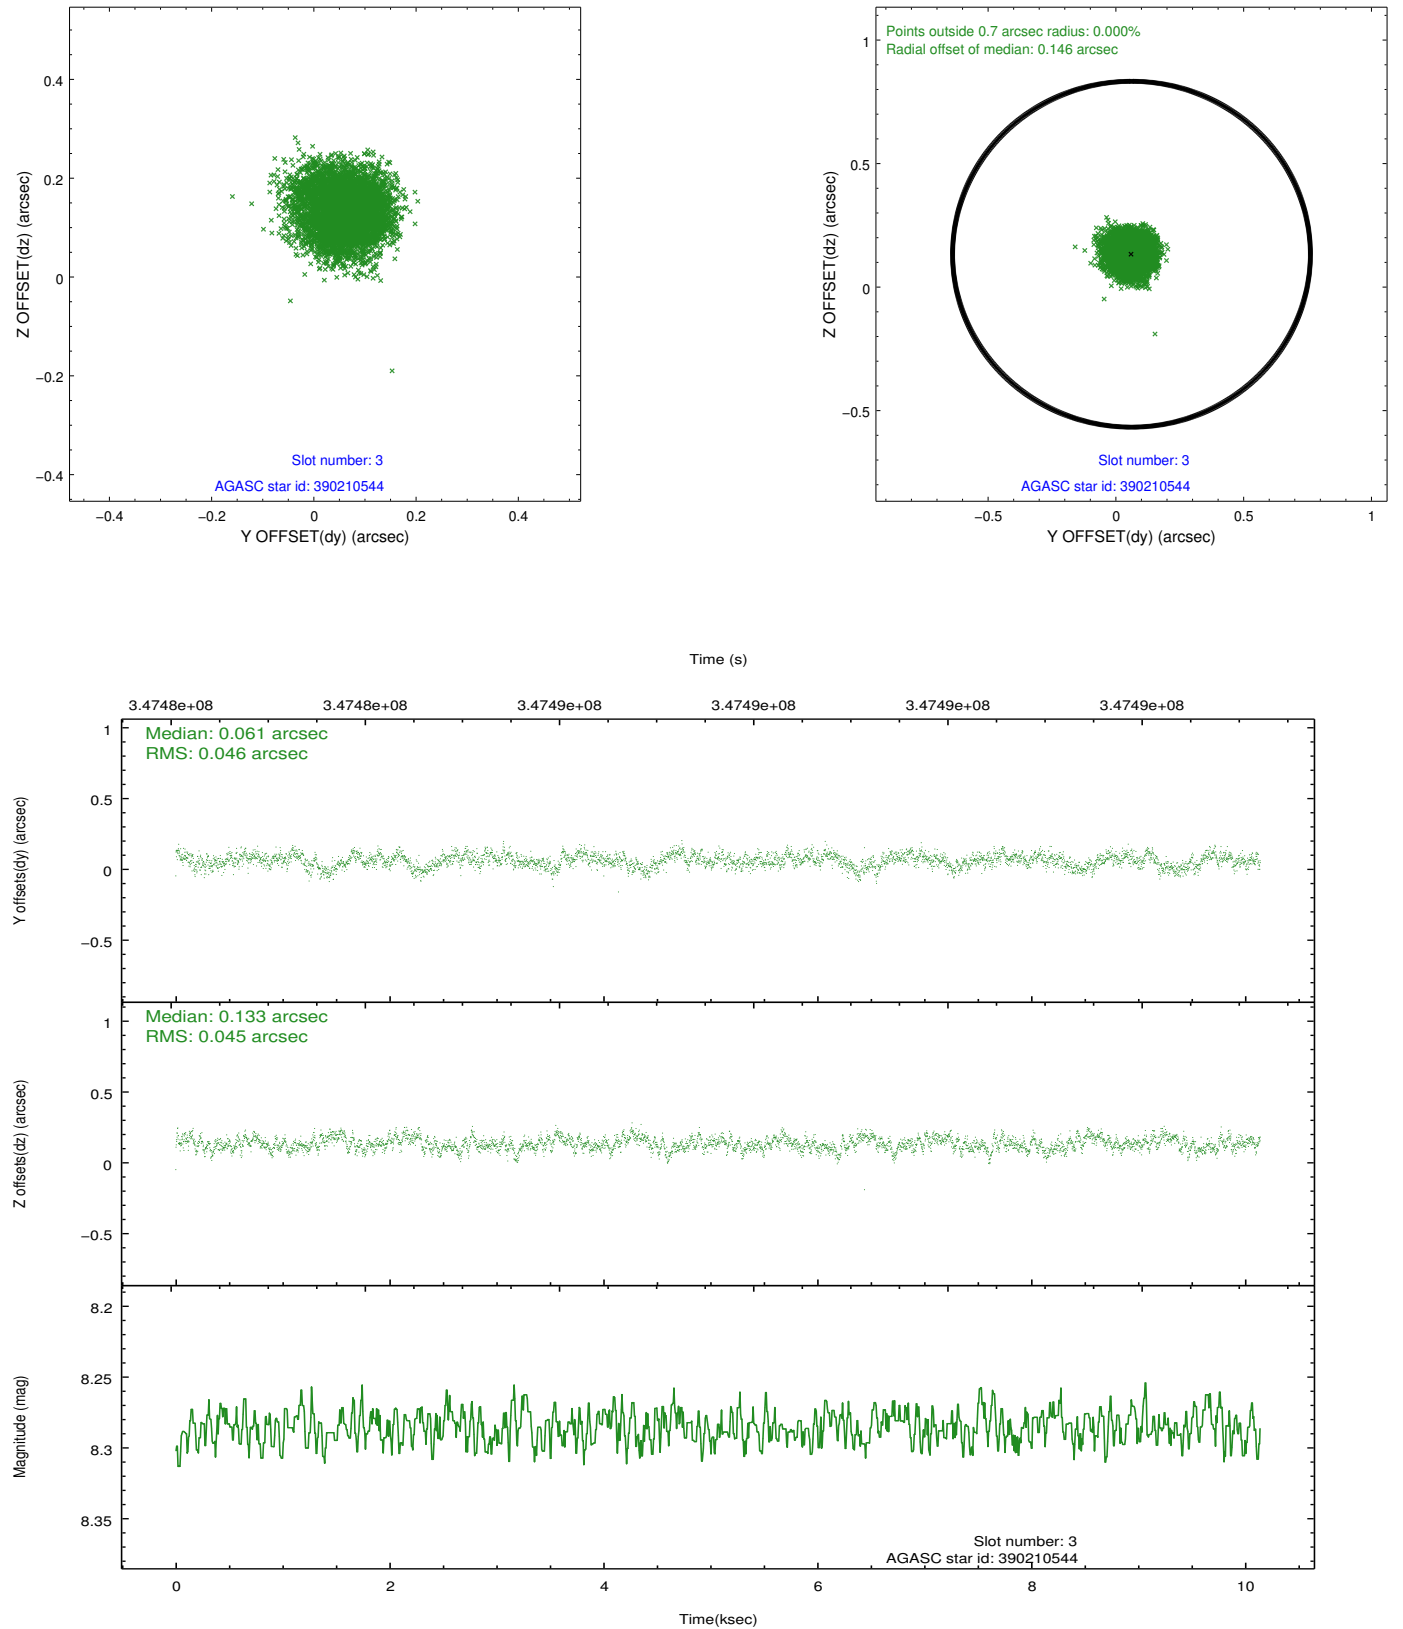 0.4
0.2
0
−0.2
−0.4
Z OFFSET(dz) (arcsec)
Slot number: 3
AGASC star id: 390210544
−0.4 −0.2 0 0.2 0.4
Y OFFSET(dy) (arcsec)
Points outside 0.7 arcsec radius: 0.000%
Radial offset of median: 0.146 arcsec
1
0.5
0
−0.5
Z OFFSET(dz) (arcsec)
Slot number: 3
AGASC star id: 390210544
−0.5 0 0.5 1
Y OFFSET(dy) (arcsec)
Time (s)
3.4748e+08 3.4748e+08 3.4749e+08 3.4749e+08 3.4749e+08 3.4749e+08
Median: 0.061 arcsec
RMS: 0.046 arcsec
1
0.5
0
−0.5
Y offsets(dy) (arcsec)
Median: 0.133 arcsec
RMS: 0.045 arcsec
1
0.5
0
−0.5
Z offsets(dz) (arcsec)
8.2
8.25
8.3
8.35
Magnitude (mag)
Slot number: 3
AGASC star id: 390210544
0 2 4 6 8 10
Time(ksec)